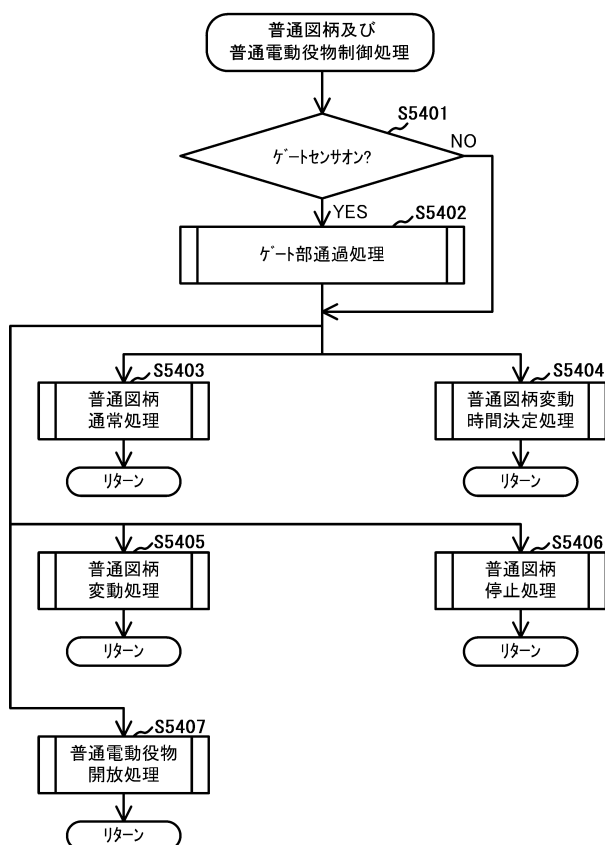 普通図柄及び
普通電動役物制御処理
S5401
ゲートセンサオン?
NO
YES
S5402
ゲート部通過処理
S5403
普通図柄
通常処理
リターン
S5404
普通図柄変動
時間決定処理
リターン
S5405
普通図柄
変動処理
リターン
S5406
普通図柄
停止処理
リターン
S5407
普通電動役物
開放処理
リターン